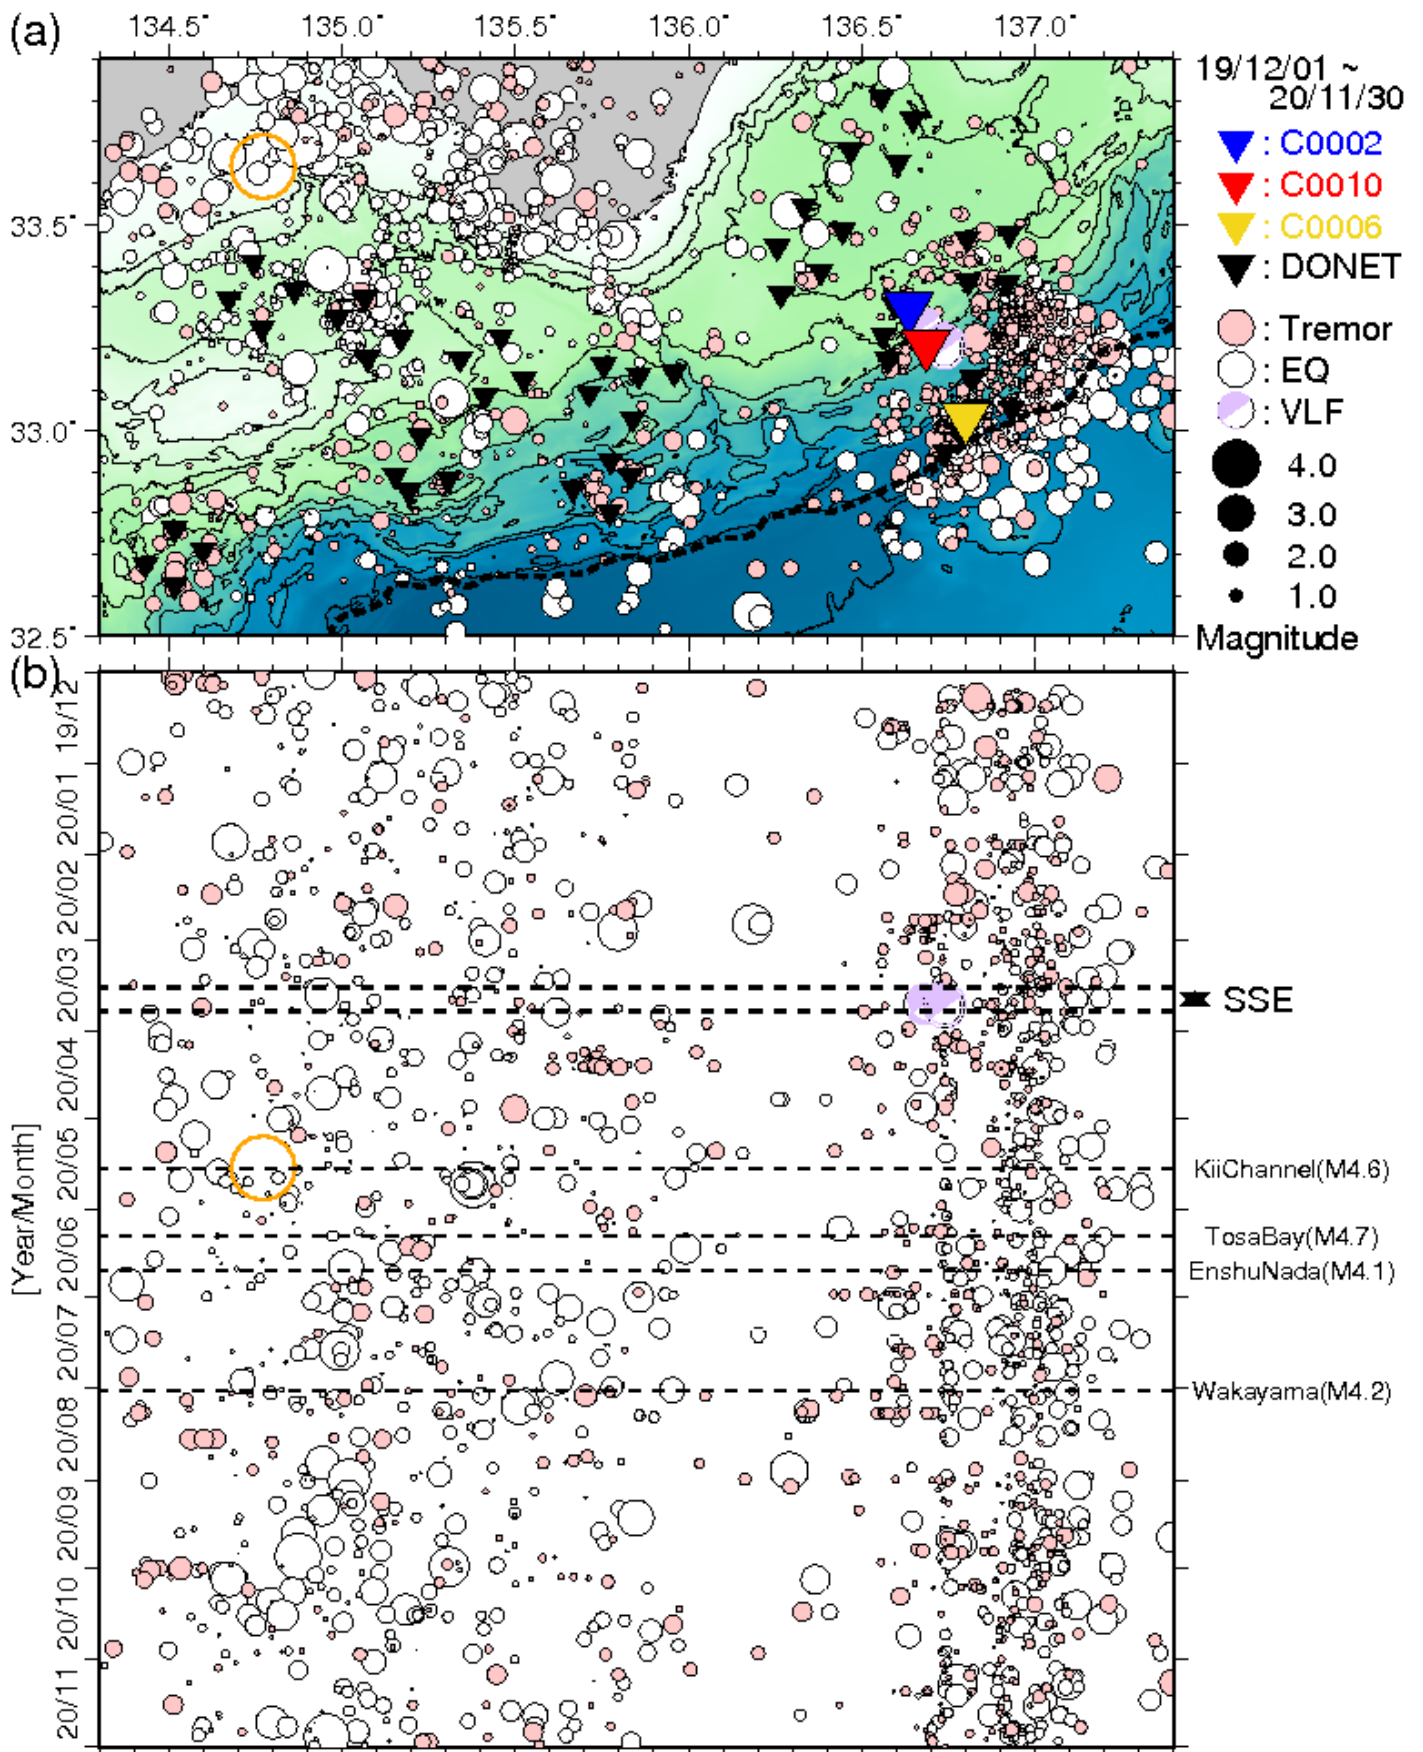 (a)
134.5° 135.0° 135.5° 136.0° 136.5° 137.0°
33.5°
33.0°
32.5°
19/12/01 ~
20/11/30
: C0002
: C0010
: C0006
: DONET
: Tremor
: EQ
: VLF
4.0
3.0
2.0
1.0
Magnitude
(b)
[Year/Month]
19/12
20/01
20/02
20/03
20/04
20/05
20/06
20/07
20/08
20/09
20/10
20/11
SSE
KiiChannel(M4.6)
TosaBay(M4.7)
EnshuNada(M4.1)
Wakayama(M4.2)